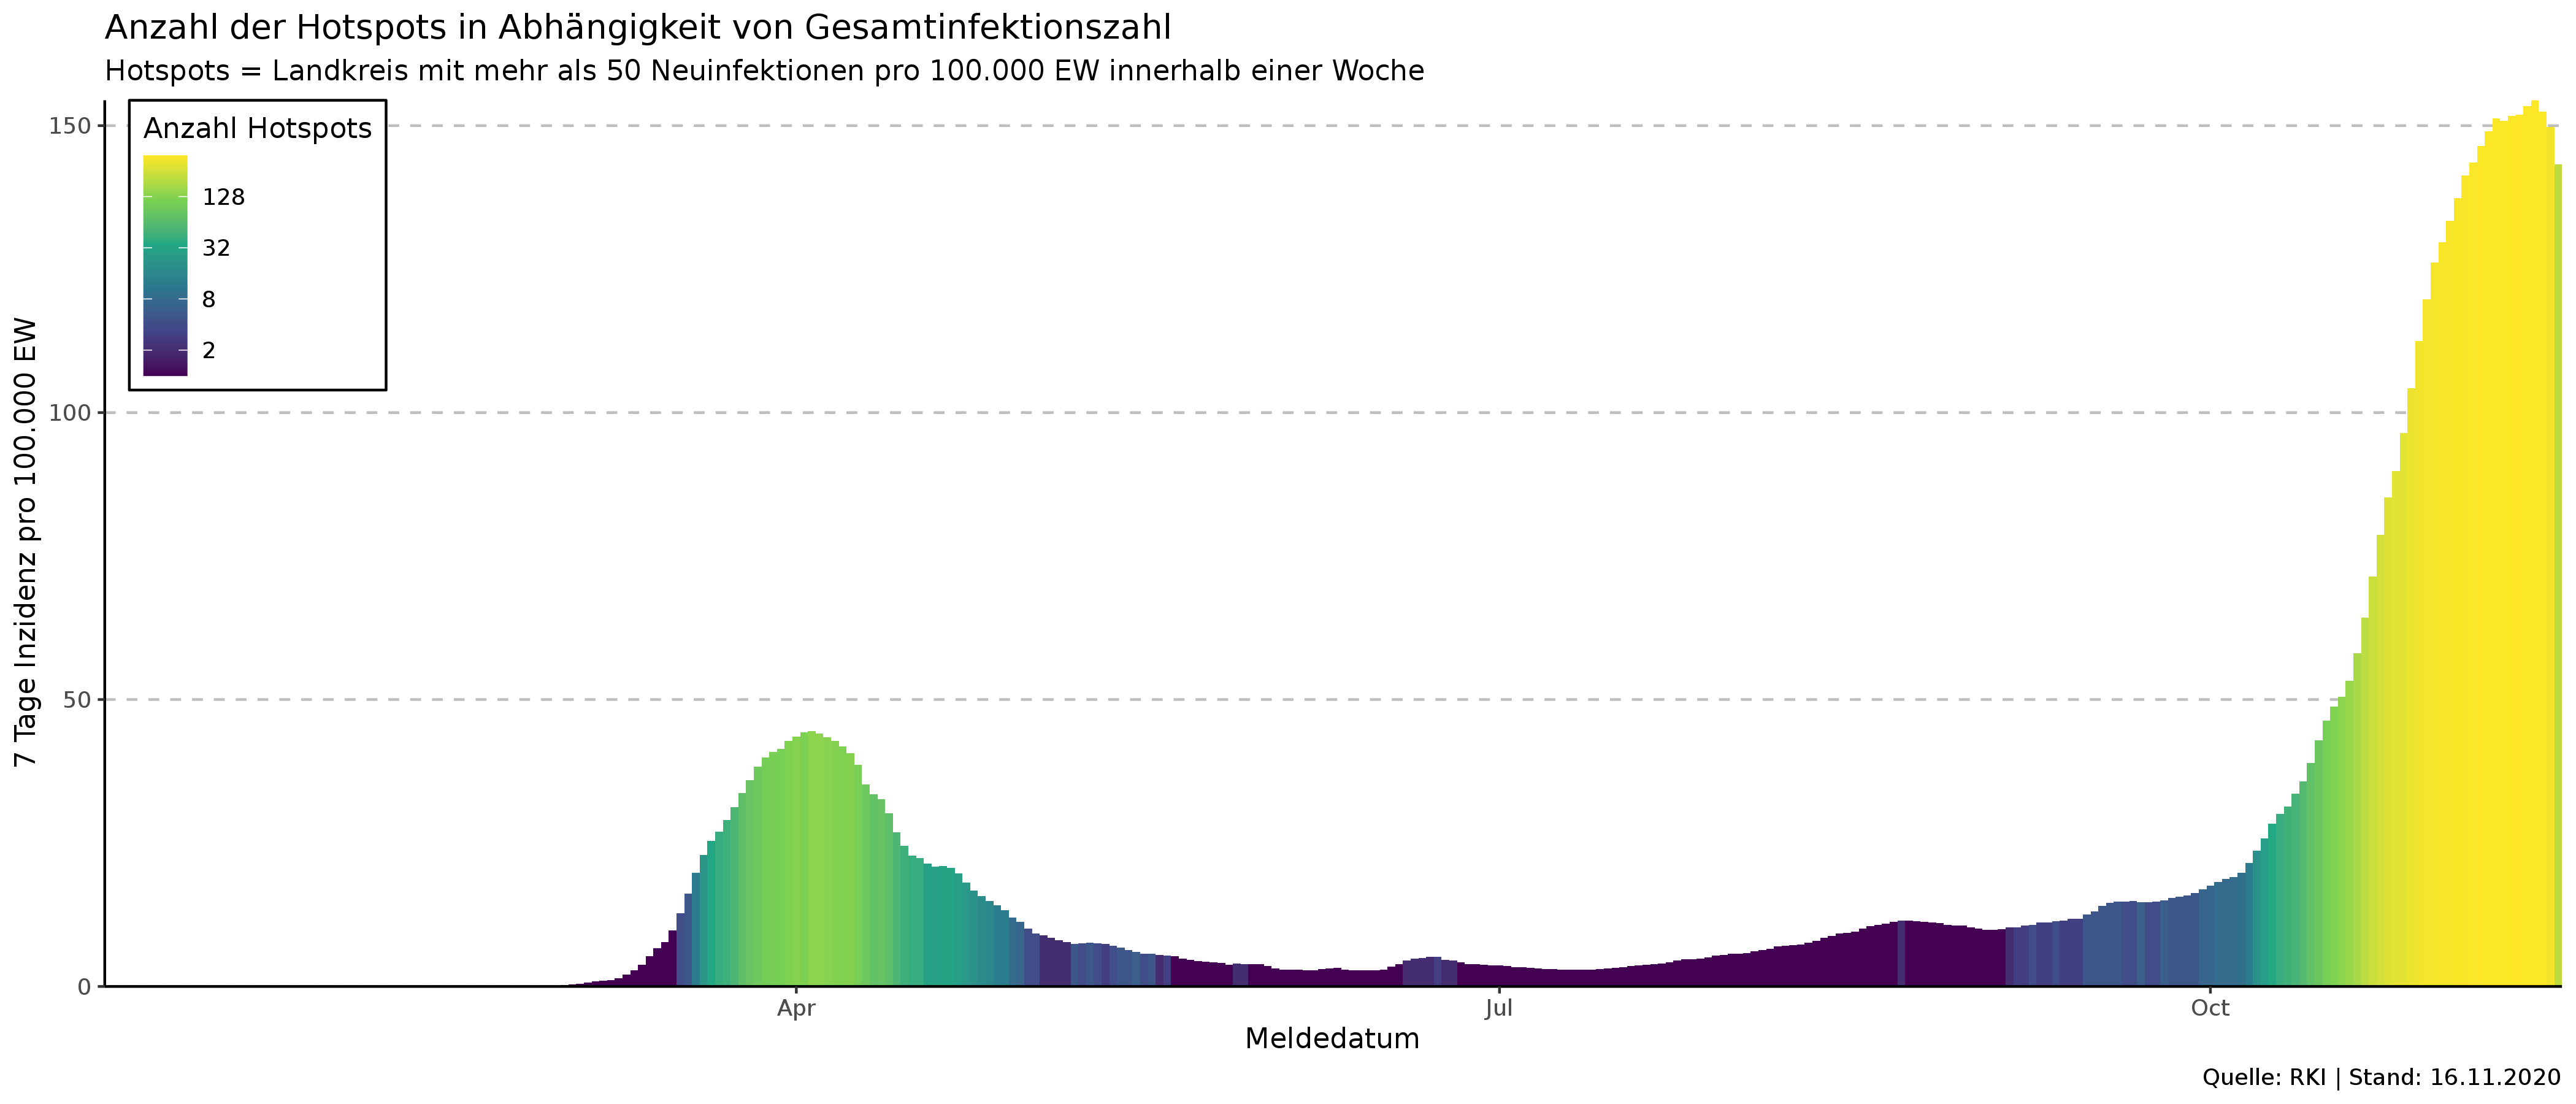 Anzahl der Hotspots in Abhängigkeit von Gesamtinfektionszahl
Hotspots = Landkreis mit mehr als 50 Neuinfektionen pro 100.000 EW innerhalb einer Woche
Anzahl Hotspots
128
32
8
2
7 Tage Inzidenz pro 100.000 EW
150
100
50
0
Apr
Jul
Oct
Meldedatum
Quelle: RKI | Stand: 16.11.2020